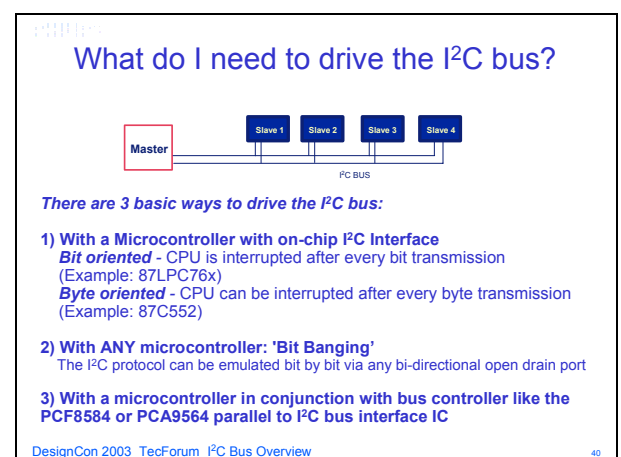 PHILIPS
What do I need to drive the I²C bus?
Slave 1 Slave 2 Slave 3 Slave 4
Master
I²C BUS
There are 3 basic ways to drive the I²C bus:
1) With a Microcontroller with on-chip I²C Interface
Bit oriented - CPU is interrupted after every bit transmission
(Example: 87LPC76x)
Byte oriented - CPU can be interrupted after every byte transmission
(Example: 87C552)
2) With ANY microcontroller: 'Bit Banging’
The I²C protocol can be emulated bit by bit via any bi-directional open drain port
3) With a microcontroller in conjunction with bus controller like the
PCF8584 or PCA9564 parallel to I²C bus interface IC
DesignCon 2003 TecForum I²C Bus Overview 40